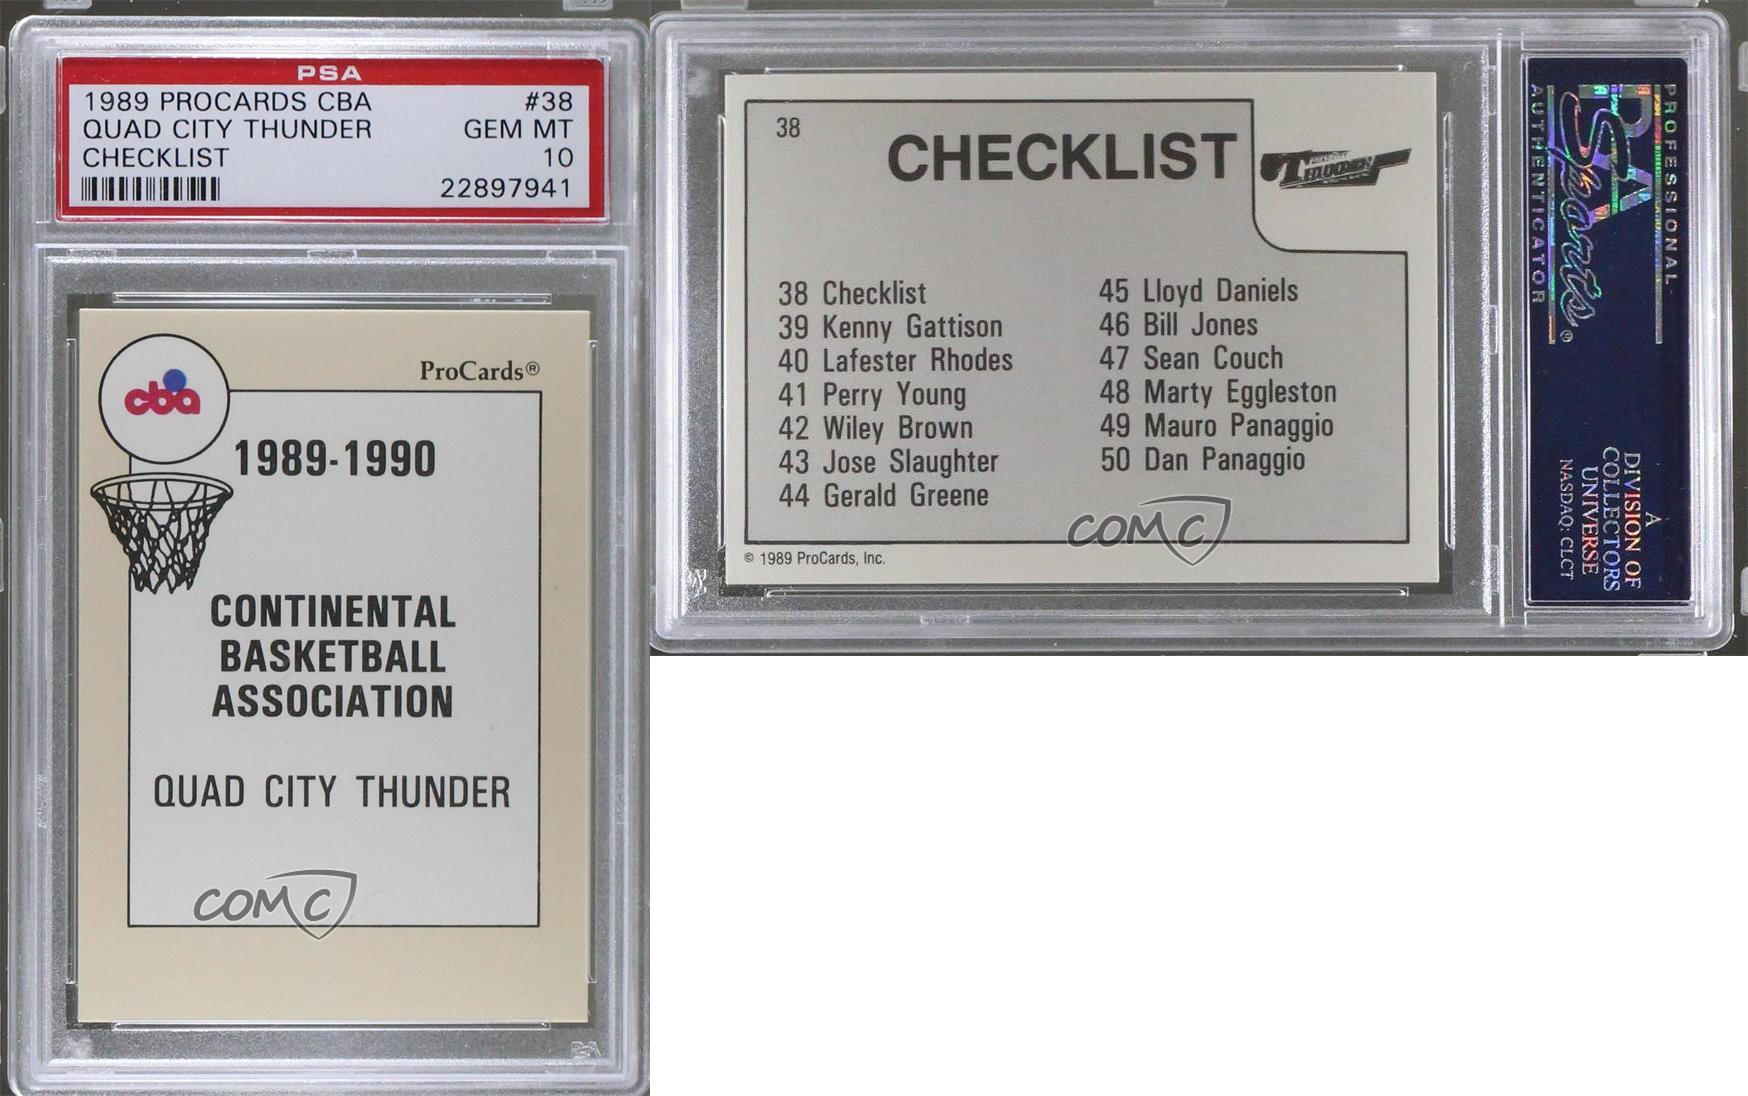 PSA
1989 PROCARDS CBA #38
QUAD CITY THUNDER GEM MT
CHECKLIST 10
22897941
cba
ProCards®
1989-1990
CONTINENTAL
BASKETBALL
ASSOCIATION
QUAD CITY THUNDER
COMC
38
CHECKLIST
THUNDER
38 Checklist
39 Kenny Gattison
40 Lafester Rhodes
41 Perry Young
42 Wiley Brown
43 Jose Slaughter
44 Gerald Greene
45 Lloyd Daniels
46 Bill Jones
47 Sean Couch
48 Marty Eggleston
49 Mauro Panaggio
50 Dan Panaggio
COMC
© 1989 ProCards, Inc.
PROFESSIONAL
PSA
Sports®
AUTHENTICATOR
A
DIVISION OF
COLLECTORS
UNIVERSE
NASDAQ: CLCT